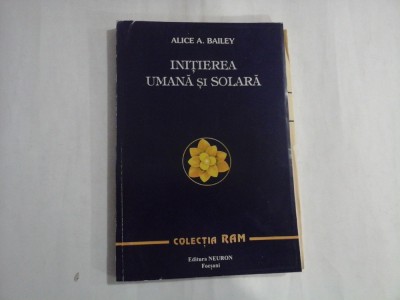 ALICE A. BAILEY
INIȚIEREA
UMANĂ ȘI SOLARĂ
COLECȚIA RAM
Editura NEURON
Focșani